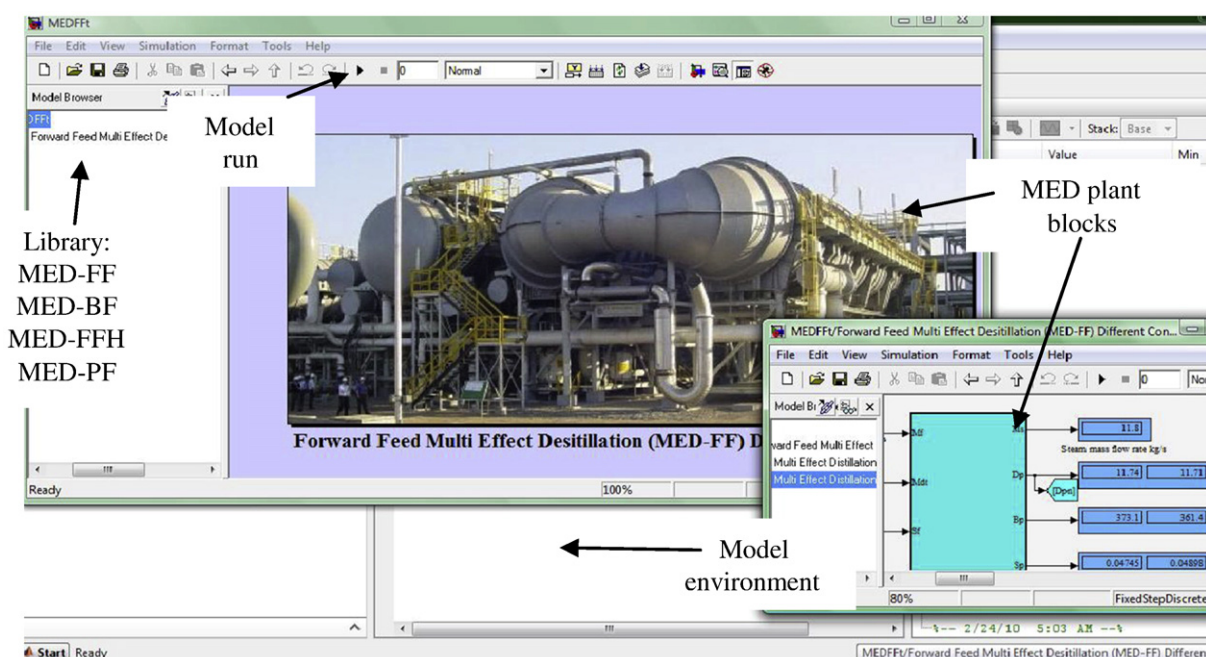 MEDFFt
File Edit View Simulation Format Tools Help
0 Normal
Model Browser
Forward Feed Multi Effect De
Model
run
Library:
MED-FF
MED-BF
MED-FFH
MED-PF
Stack: Base
Value Min
MED plant
blocks
Forward Feed Multi Effect Desitillation (MED-FF) D
Ready 100%
MEDFFt/Forward Feed Multi Effect Desitillation (MED-FF) Different Con...
File Edit View Simulation Format Tools Help
0 No
Model B
ward Feed Multi Effect
Multi Effect Distillation
Multi Effect Distillation
Mf
Ms
11.8
Steam mass flow rate kg/s
Mdt
Dp
11.74 11.71
[Dpn]
Bp
373.1 361.4
Sf
Sp
0.04745 0.04898
80% FixedStepDiscrete
Model
environment
%-- 2/24/10 5:03 AM --%
Start Ready
MEDFFt/Forward Feed Multi Effect Desitillation (MED-FF) Differen